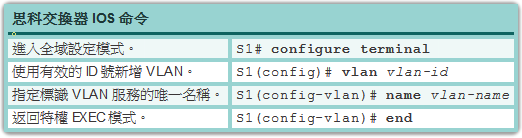 思科交換器 IOS 命令
進入全域設定模式。 S1# configure terminal
使用有效的 ID 號新增 VLAN。 S1(config)# vlan vlan-id
指定標識 VLAN 服務的唯一名稱。 S1(config-vlan)# name vlan-name
返回特權 EXEC 模式。 S1(config-vlan)# end